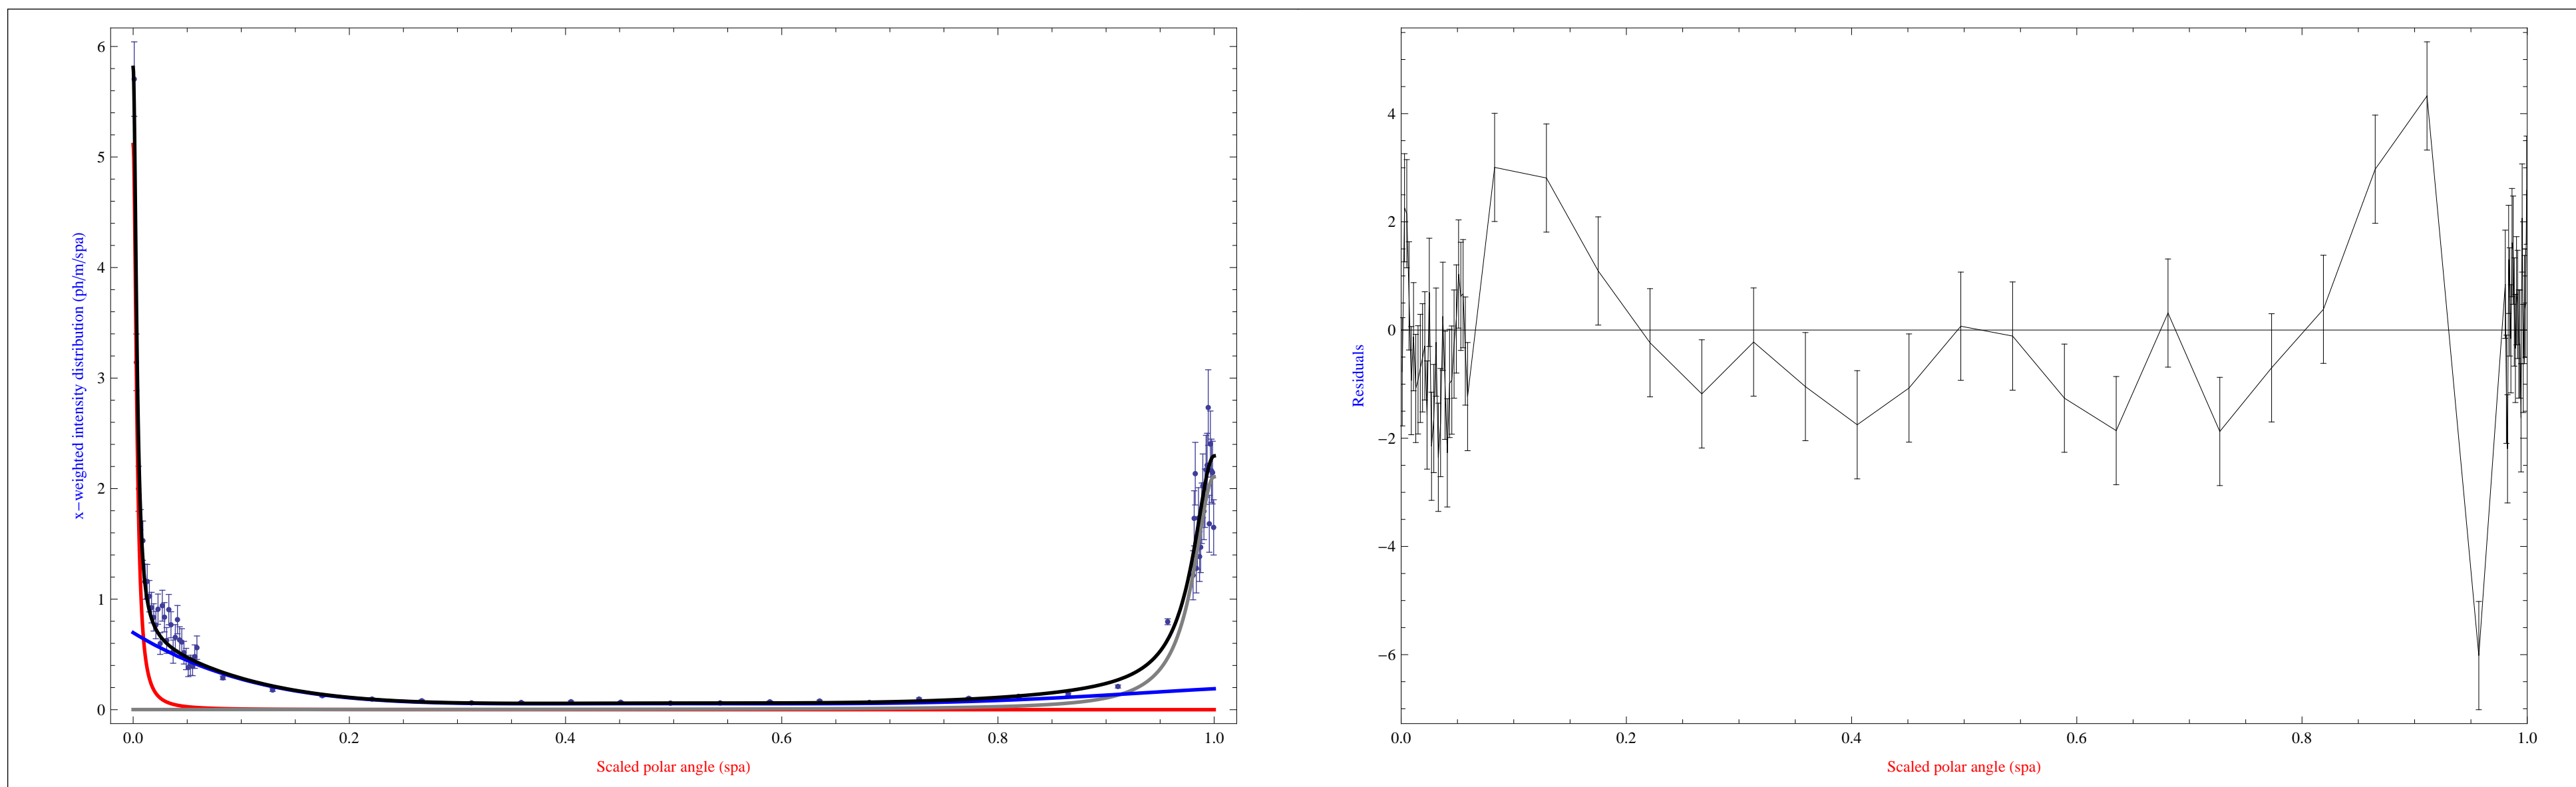 x−weighted intensity distribution (ph/m/spa)
6
5
4
3
2
1
0
0.0 0.2 0.4 0.6 0.8 1.0
Scaled polar angle (spa)
Residuals
4
2
0
−2
−4
−6
0.0 0.2 0.4 0.6 0.8 1.0
Scaled polar angle (spa)